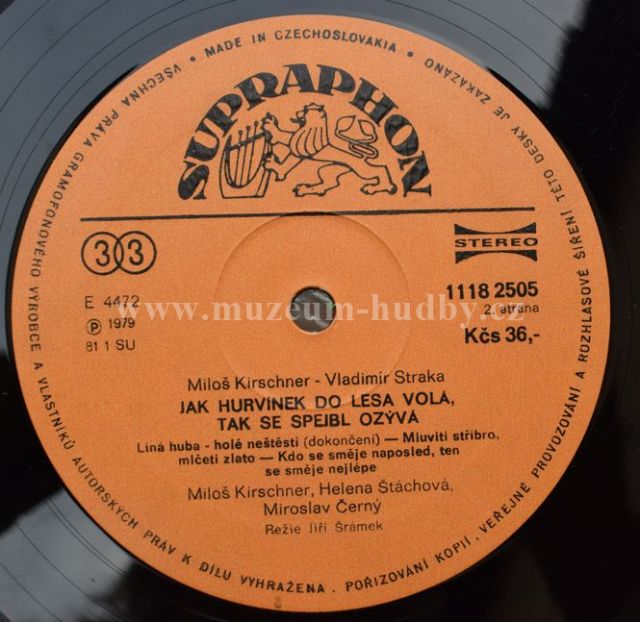 VŠECHNA PRÁVA GRAMOFONOVÉHO VÝROBCE A VLASTNÍKŮ AUTORSKÝCH PRÁV K DÍLU VYHRAŽENA. POŘIZOVÁNÍ KOPIÍ, VEŘEJNÉ PROVOZOVÁNÍ A ROZHLASOVÉ ŠÍŘENÍ TÉTO DESKY JE ZAKÁZÁNO • MADE IN CZECHOSLOVAKIA •
SUPRAPHON
33
STEREO
E 4472
1118 2505
www.muzeum-hudby.cz
℗ 1979
2. strana
81 1 SU
Kčs 36,-
Miloš Kirschner - Vladimír Straka
JAK HURVÍNEK DO LESA VOLÁ,
TAK SE SPEJBL OZÝVÁ
Líná huba - holé neštěstí (dokončení) — Mluviti stříbro,
mlčeti zlato — Kdo se směje naposled, ten
se směje nejlépe
Miloš Kirschner, Helena Štáchová,
Miroslav Černý
Režie Jiří Šrámek